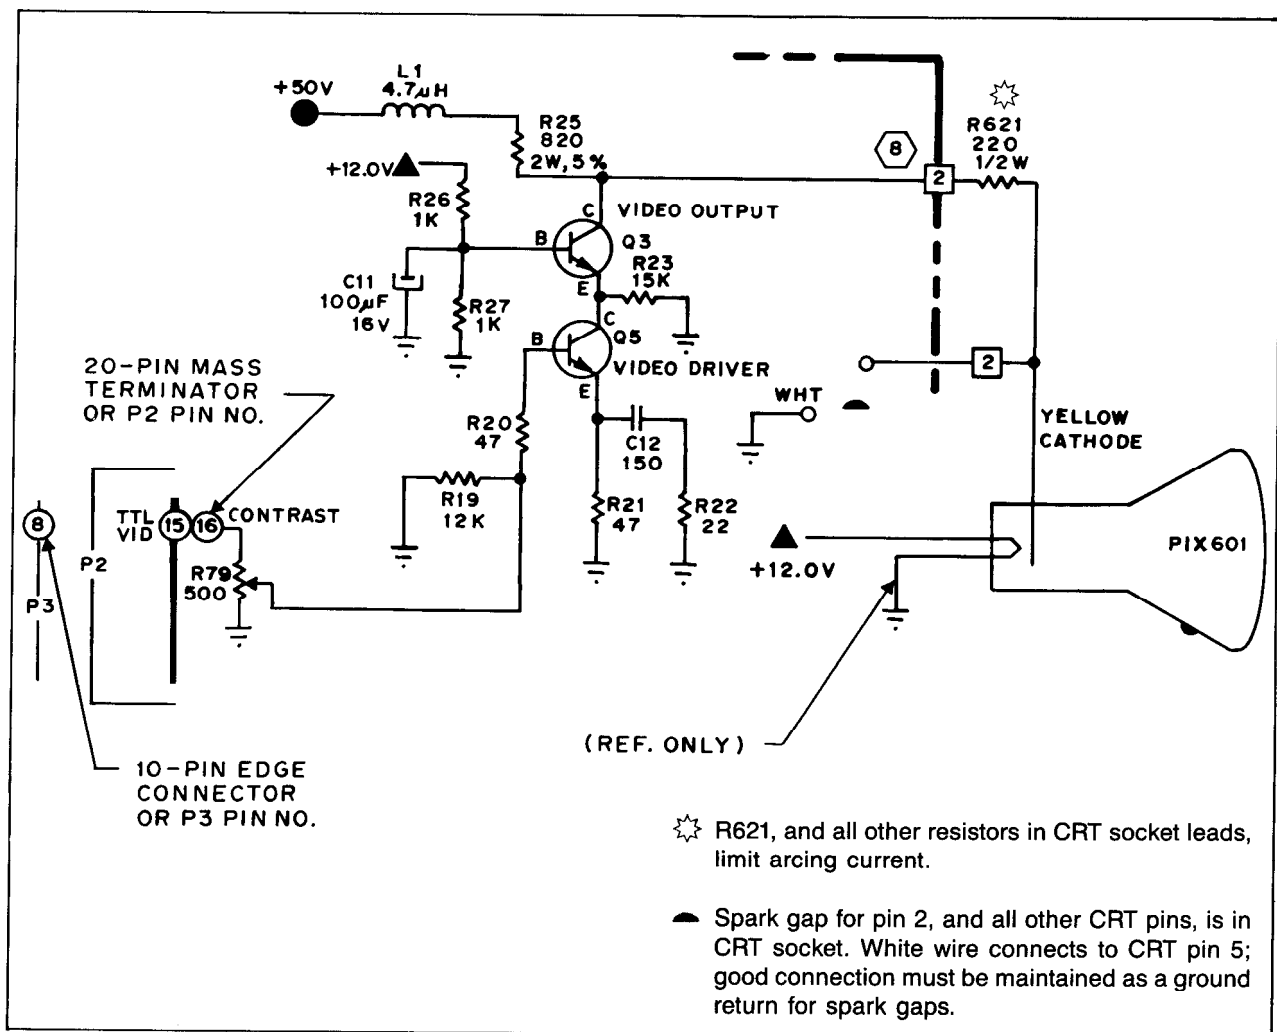 L1
4.7µH
+50V
R25
820
2W, 5%
+12.0V
R26
1K
C11
100µF
16V
R27
1K
C
VIDEO OUTPUT
B
Q3
E
R23
15K
C
B
Q5
VIDEO DRIVER
E
8
2
R621
220
1/2W
2
WHT
YELLOW
CATHODE
20-PIN MASS
TERMINATOR
OR P2 PIN NO.
R20
47
C12
150
R19
12K
R21
47
R22
22
8
TTL
VID
15
16
CONTRAST
P2
R79
500
P3
+12.0V
PIX601
(REF. ONLY)
10-PIN EDGE
CONNECTOR
OR P3 PIN NO.
R621, and all other resistors in CRT socket leads,
limit arcing current.
Spark gap for pin 2, and all other CRT pins, is in
CRT socket. White wire connects to CRT pin 5;
good connection must be maintained as a ground
return for spark gaps.